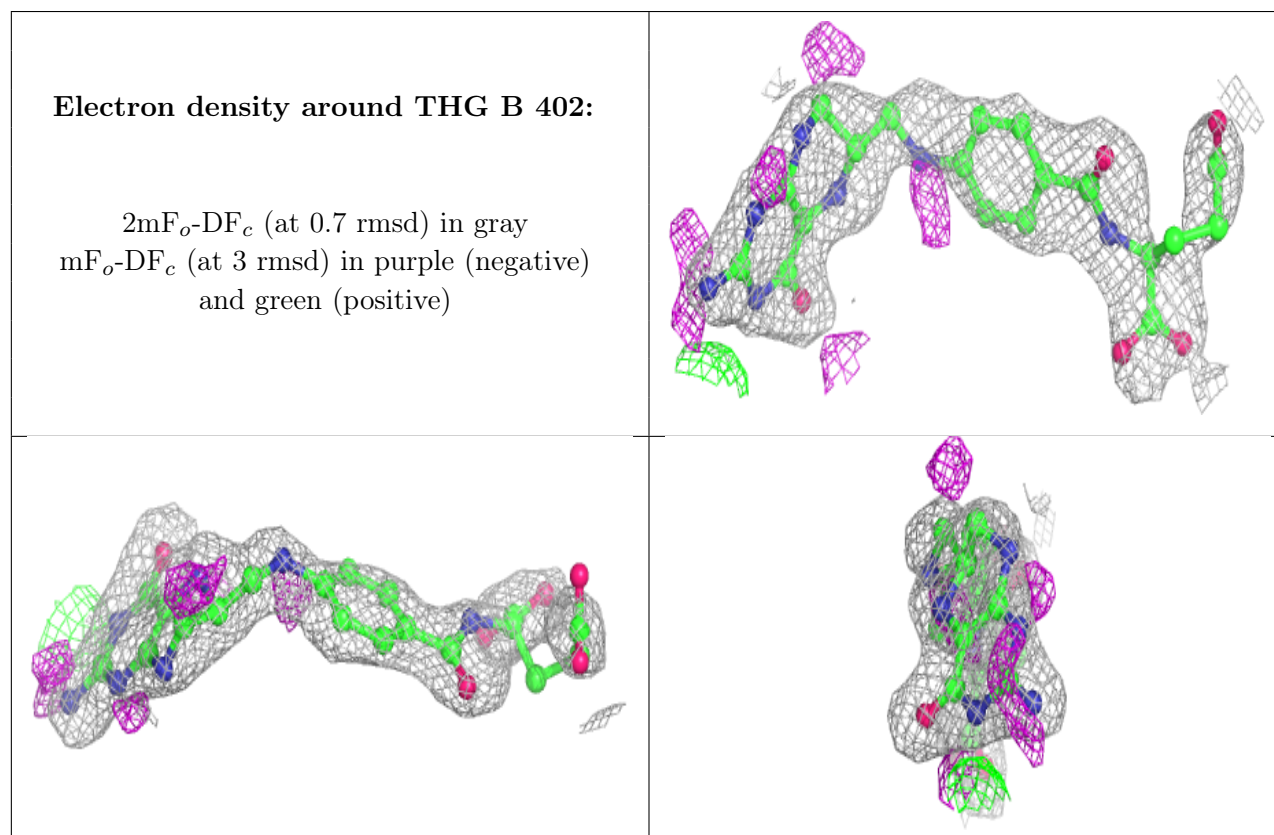 Electron density around THG B 402:
2mFₒ-DF𝒸 (at 0.7 rmsd) in gray
mFₒ-DF𝒸 (at 3 rmsd) in purple (negative)
and green (positive)